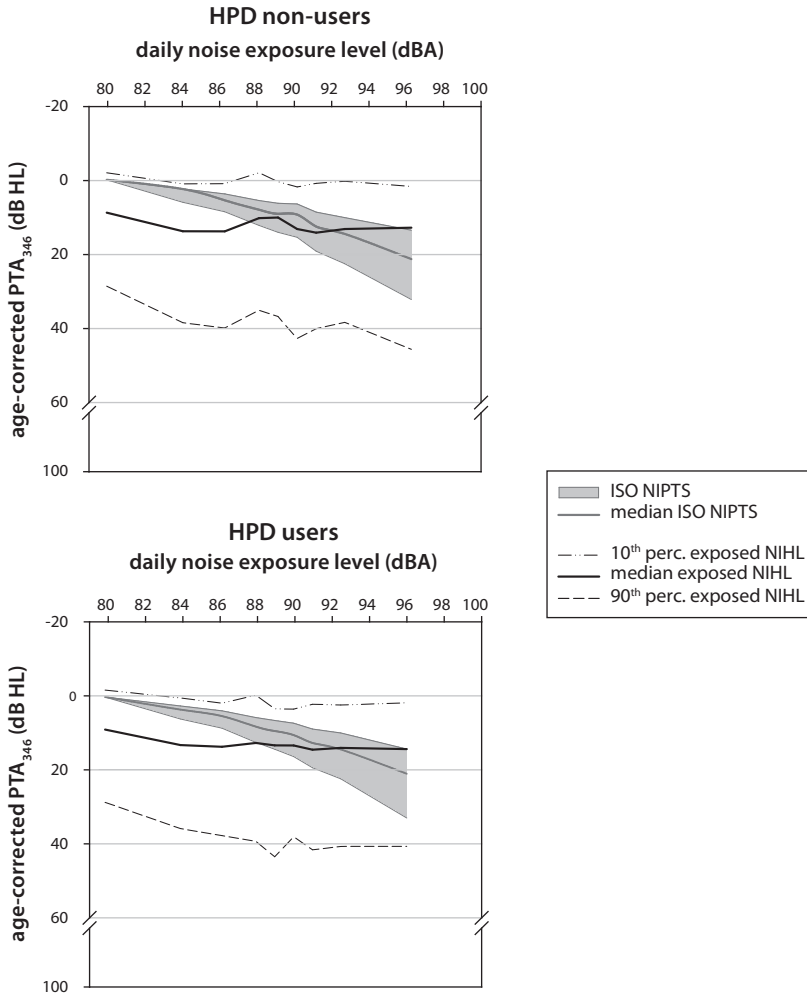 HPD non-users
daily noise exposure level (dBA)
80 82 84 86 88 90 92 94 96 98 100
-20
0
20
40
60
100
age-corrected PTA346 (dB HL)
ISO NIPTS
median ISO NIPTS
10th perc. exposed NIHL
median exposed NIHL
90th perc. exposed NIHL
HPD users
daily noise exposure level (dBA)
80 82 84 86 88 90 92 94 96 98 100
-20
0
20
40
60
100
age-corrected PTA346 (dB HL)